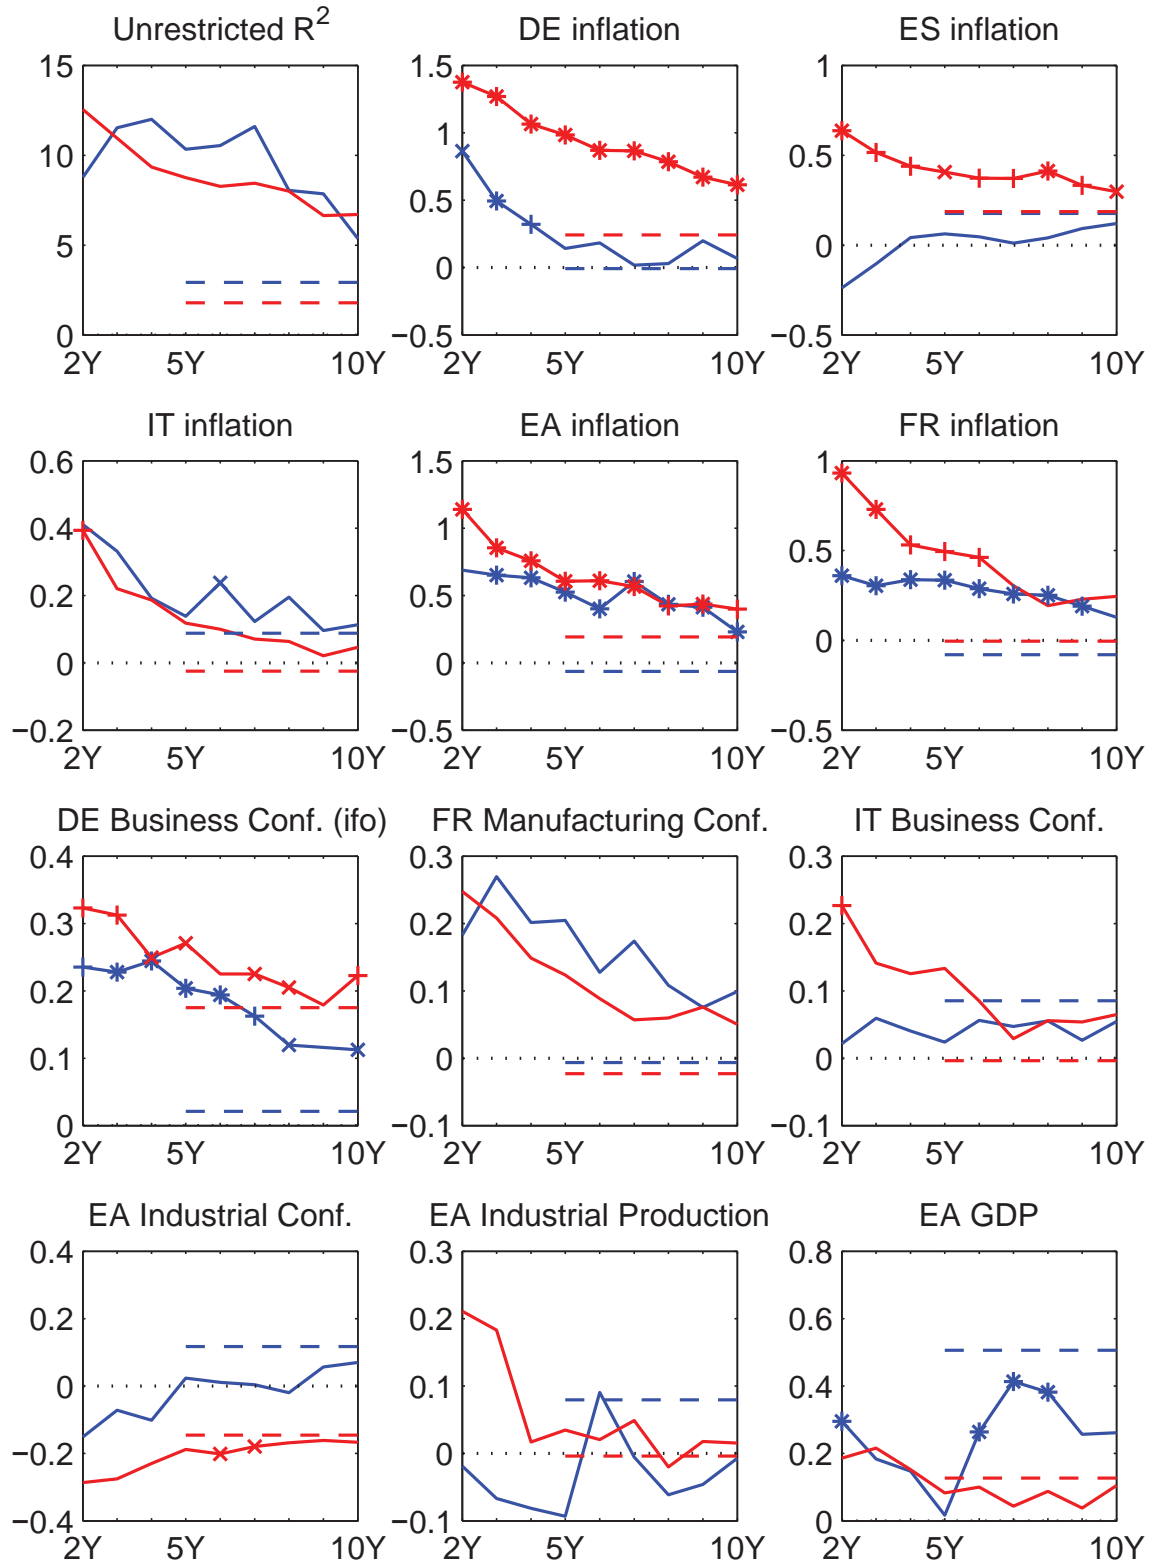 Unrestricted R²
DE inflation
ES inflation
15
10
5
0
2Y 5Y 10Y
1.5
1
0.5
0
−0.5
2Y 5Y 10Y
1
0.5
0
−0.5
2Y 5Y 10Y
IT inflation
EA inflation
FR inflation
0.6
0.4
0.2
0
−0.2
2Y 5Y 10Y
1.5
1
0.5
0
−0.5
2Y 5Y 10Y
1
0.5
0
−0.5
2Y 5Y 10Y
DE Business Conf. (ifo)
FR Manufacturing Conf.
IT Business Conf.
0.4
0.3
0.2
0.1
0
2Y 5Y 10Y
0.3
0.2
0.1
0
−0.1
2Y 5Y 10Y
0.3
0.2
0.1
0
−0.1
2Y 5Y 10Y
EA Industrial Conf.
EA Industrial Production
EA GDP
0.4
0.2
0
−0.2
−0.4
2Y 5Y 10Y
0.3
0.2
0.1
0
−0.1
2Y 5Y 10Y
0.8
0.6
0.4
0.2
0
2Y 5Y 10Y